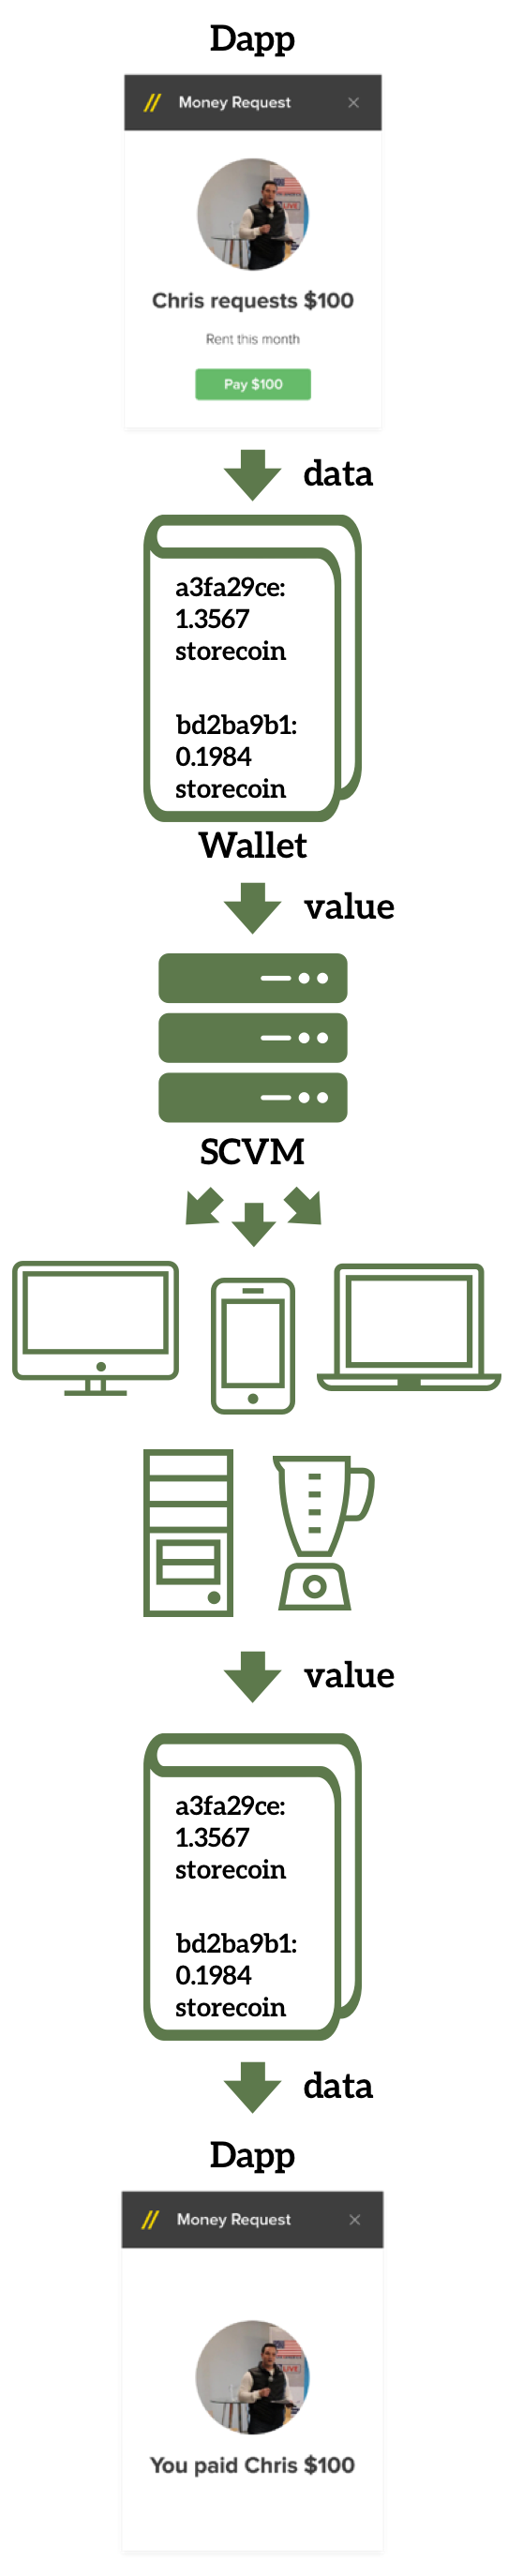 Dapp
Money Request
LIVE
Chris requests $100
Rent this month
Pay $100
data
a3fa29ce:
1.3567
storecoin
bd2ba9b1:
0.1984
storecoin
Wallet
value
SCVM
value
a3fa29ce:
1.3567
storecoin
bd2ba9b1:
0.1984
storecoin
data
Dapp
Money Request
LIVE
You paid Chris $100